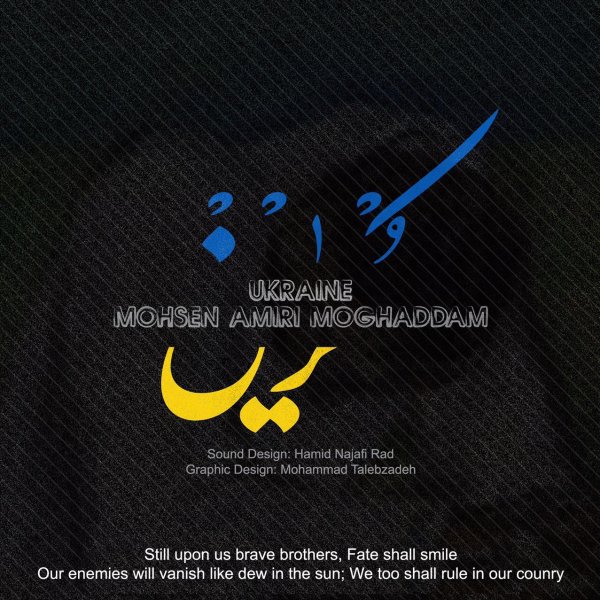 UKRAINE
MOHSEN AMIRI MOGHADDAM
Sound Design: Hamid Najafi Rad
Graphic Design: Mohammad Talebzadeh
Still upon us brave brothers, Fate shall smile
Our enemies will vanish like dew in the sun; We too shall rule in our counry